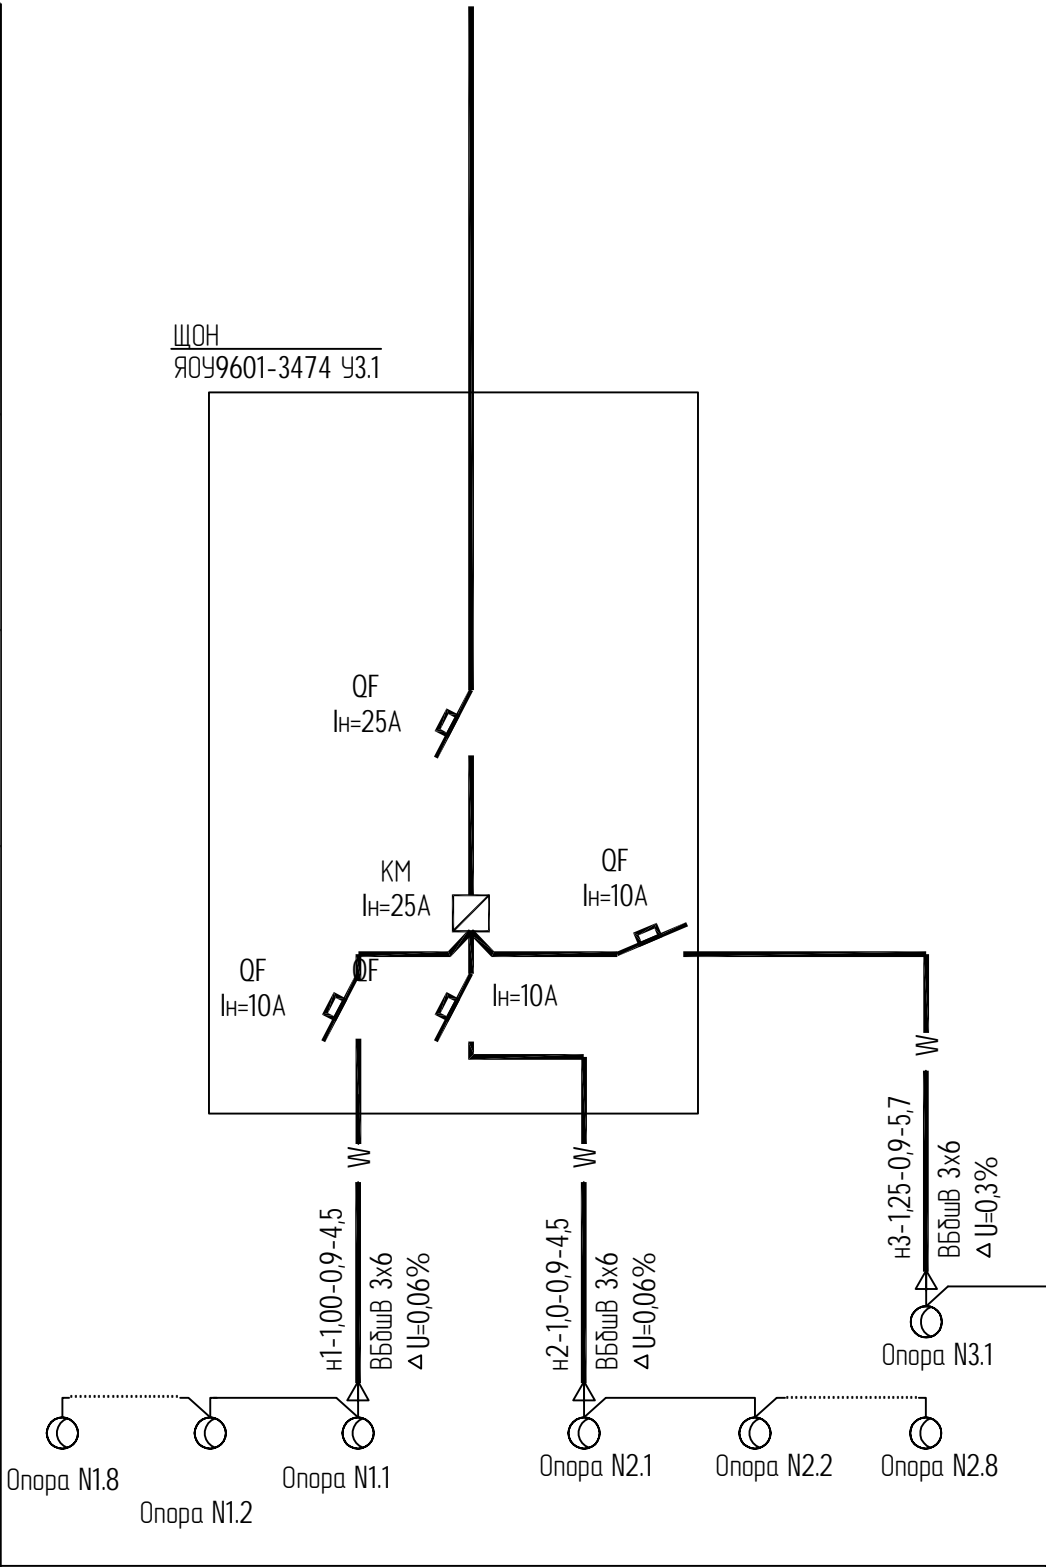 ЩОН
ЯОУ9601-3474 У3.1
QF
Iн=25А
КМ
Iн=25А
QF
Iн=10А
QF
Iн=10А
QF
Iн=10А
W
W
W
н1-1,00-0,9-4,5
ВБбшВ 3х6
Δ U=0,06%
н2-1,0-0,9-4,5
ВБбшВ 3х6
Δ U=0,06%
н3-1,25-0,9-5,7
ВБбшВ 3х6
Δ U=0,3%
Опора N3.1
Опора N1.8
Опора N1.2
Опора N1.1
Опора N2.1
Опора N2.2
Опора N2.8